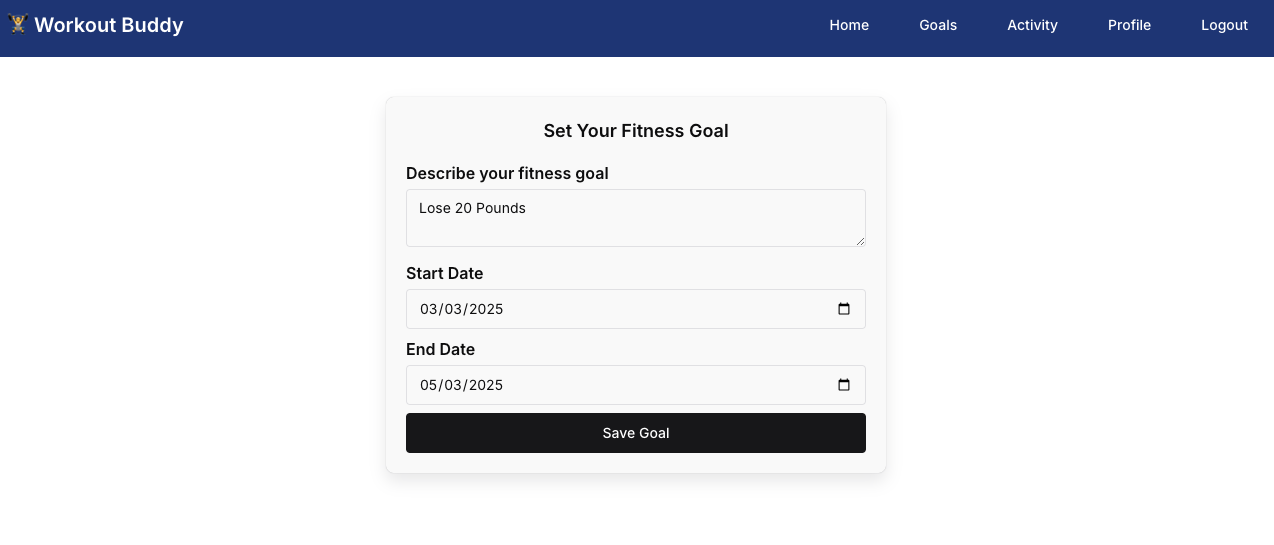 Workout Buddy
Home Goals Activity Profile Logout
Set Your Fitness Goal
Describe your fitness goal
Lose 20 Pounds
Start Date
03/03/2025
End Date
05/03/2025
Save Goal